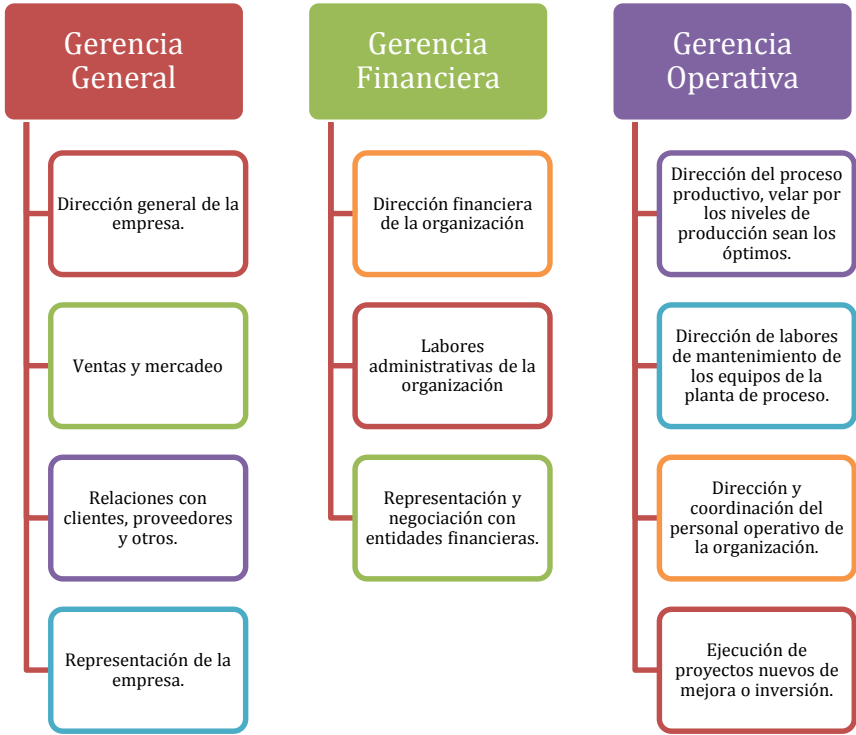 Gerencia
General
Dirección general de la
empresa.
Ventas y mercadeo
Relaciones con
clientes, proveedores
y otros.
Representación de la
empresa.
Gerencia
Financiera
Dirección financiera
de la organización
Labores
administrativas de la
organización
Representación y
negociación con
entidades financieras.
Gerencia
Operativa
Dirección del proceso
productivo, velar por
los niveles de
producción sean los
óptimos.
Dirección de labores
de mantenimiento de
los equipos de la
planta de proceso.
Dirección y
coordinación del
personal operativo de
la organización.
Ejecución de
proyectos nuevos de
mejora o inversión.